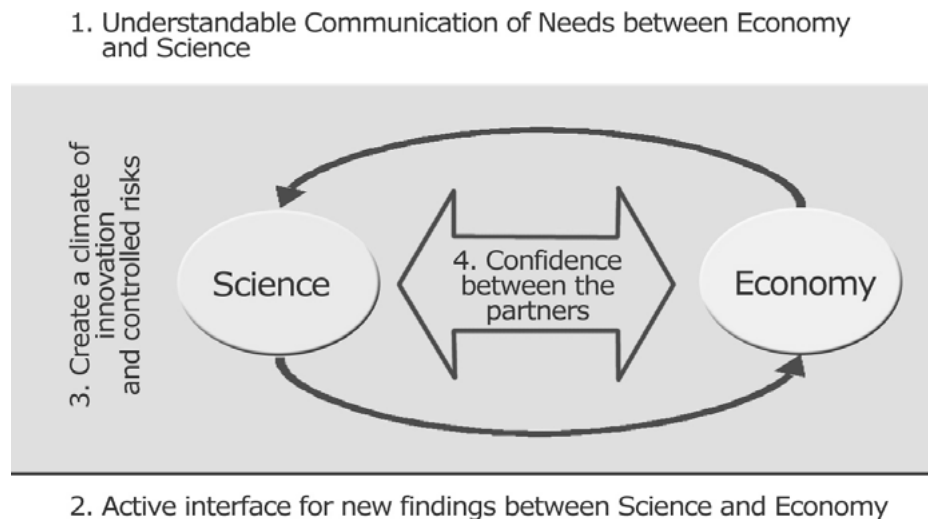 1. Understandable Communication of Needs between Economy
and Science
3. Create a climate of
innovation
and controlled risks
Science
4. Confidence
between the
partners
Economy
2. Active interface for new findings between Science and Economy